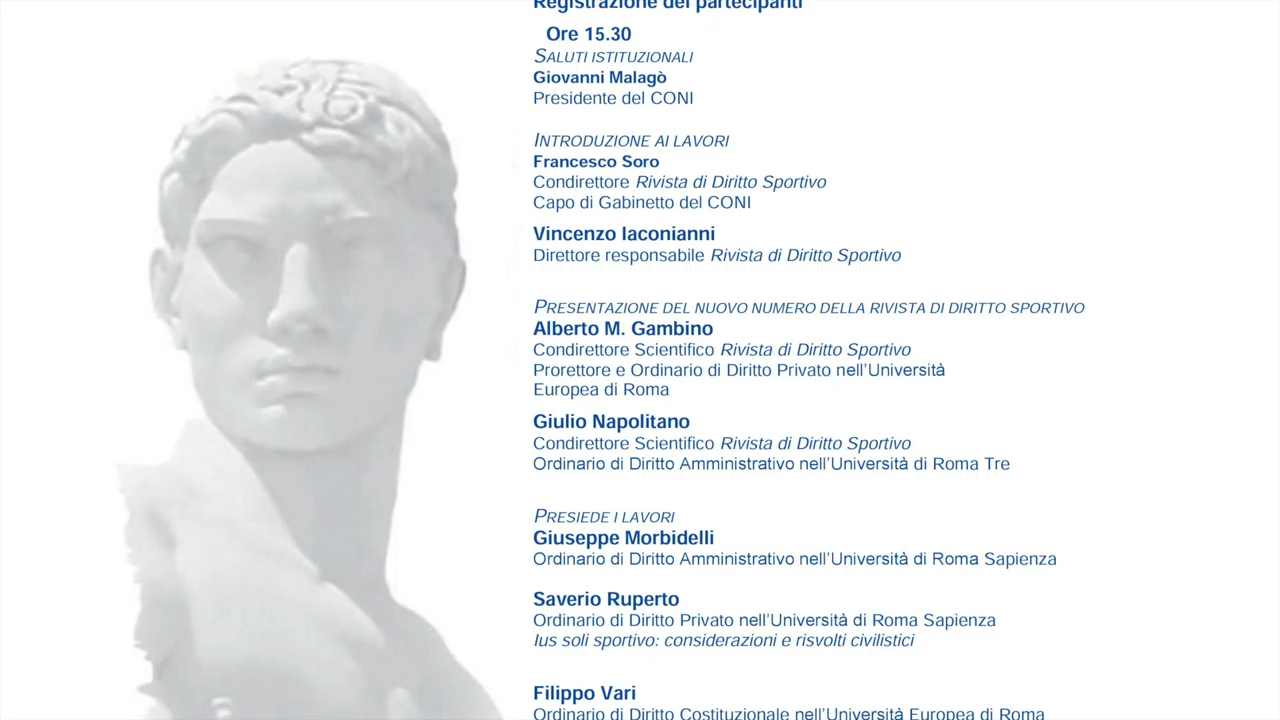 Registrazione dei partecipanti
Ore 15.30
SALUTI ISTITUZIONALI
Giovanni Malagò
Presidente del CONI
INTRODUZIONE AI LAVORI
Francesco Soro
Condirettore Rivista di Diritto Sportivo
Capo di Gabinetto del CONI
Vincenzo Iaconianni
Direttore responsabile Rivista di Diritto Sportivo
PRESENTAZIONE DEL NUOVO NUMERO DELLA RIVISTA DI DIRITTO SPORTIVO
Alberto M. Gambino
Condirettore Scientifico Rivista di Diritto Sportivo
Prorettore e Ordinario di Diritto Privato nell’Università
Europea di Roma
Giulio Napolitano
Condirettore Scientifico Rivista di Diritto Sportivo
Ordinario di Diritto Amministrativo nell’Università di Roma Tre
PRESIEDE I LAVORI
Giuseppe Morbidelli
Ordinario di Diritto Amministrativo nell’Università di Roma Sapienza
Saverio Ruperto
Ordinario di Diritto Privato nell’Università di Roma Sapienza
Ius soli sportivo: considerazioni e risvolti civilistici
Filippo Vari
Ordinario di Diritto Costituzionale nell’Università Europea di Roma